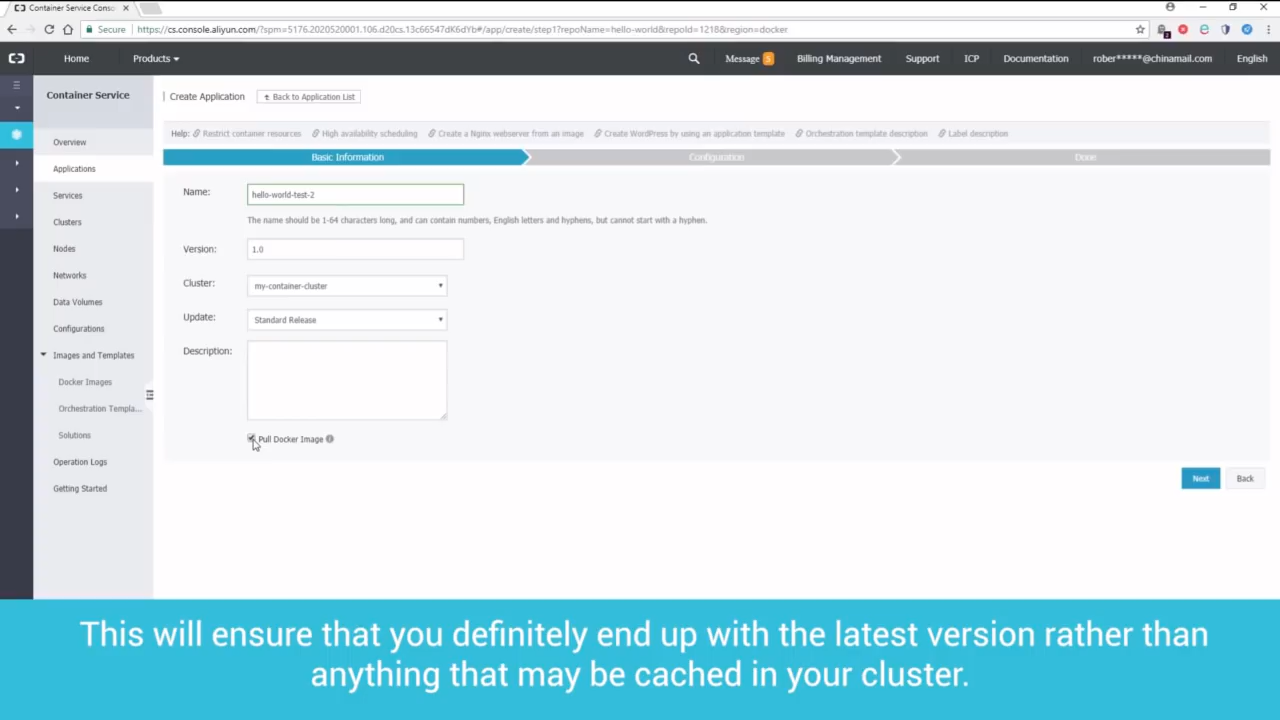 Container Service Conso
Secure
https://cs.console.aliyun.com/?spm=5176.2020520001.106.d20cs.13c66547dK6dYb#/app/create/step1?repoName=hello-world&repoId=1218&region=docker
Home
Products
Message 5
Billing Management
Support
ICP
Documentation
rober*****@chinamail.com
English
Container Service
Overview
Applications
Services
Clusters
Nodes
Networks
Data Volumes
Configurations
Images and Templates
Docker Images
Orchestration Templa...
Solutions
Operation Logs
Getting Started
Create Application
Back to Application List
Help: Restrict container resources High availability scheduling Create a Nginx webserver from an image Create WordPress by using an application template Orchestration template description Label description
Basic Information
Configuration
Done
Name: hello-world-test-2
The name should be 1-64 characters long, and can contain numbers, English letters and hyphens, but cannot start with a hyphen.
Version: 1.0
Cluster: my-container-cluster
Update: Standard Release
Description:
Pull Docker Image
Next
Back
This will ensure that you definitely end up with the latest version rather than
anything that may be cached in your cluster.